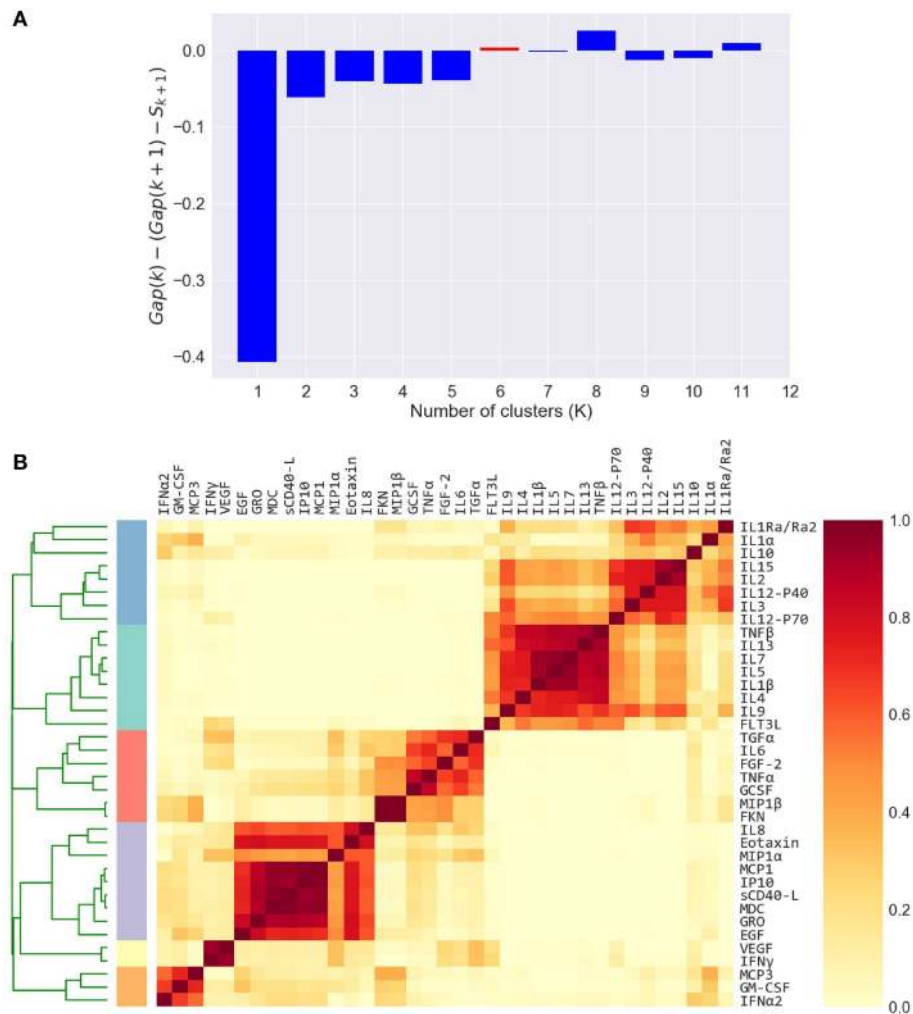 A
Gap(k) − (Gap(k + 1) − S_{k+1})
0.0
−0.1
−0.2
−0.3
−0.4
1 2 3 4 5 6 7 8 9 10 11 12
Number of clusters (K)
B
IFNα2
GM-CSF
MCP3
IFNγ
VEGF
EGF
GRO
MDC
sCD40-L
IP10
MCP1
MIP1α
Eotaxin
IL8
FKN
MIP1β
GCSF
TNFα
FGF-2
IL6
TGFα
FLT3L
IL9
IL4
IL1β
IL5
IL7
IL13
TNFβ
IL12-P70
IL3
IL12-P40
IL2
IL15
IL10
IL1α
IL1Ra/Ra2
IL1Ra/Ra2
IL1α
IL10
IL15
IL2
IL12-P40
IL3
IL12-P70
TNFβ
IL13
IL7
IL5
IL1β
IL4
IL9
FLT3L
TGFα
IL6
FGF-2
TNFα
GCSF
MIP1β
FKN
IL8
Eotaxin
MIP1α
MCP1
IP10
sCD40-L
MDC
GRO
EGF
VEGF
IFNγ
MCP3
GM-CSF
IFNα2
1.0
0.8
0.6
0.4
0.2
0.0